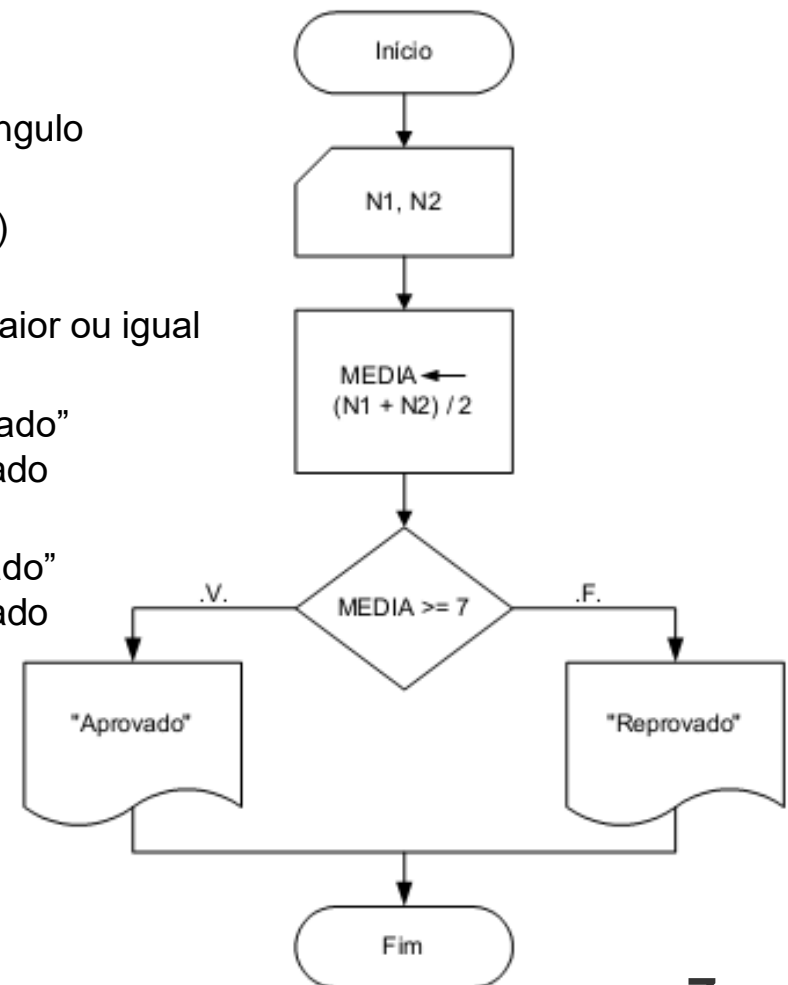 ngulo
)
aior ou igual
ado”
ado
do”
ado
Início
N1, N2
MEDIA ←
(N1 + N2) / 2
MEDIA >= 7
.V.
.F.
"Aprovado"
"Reprovado"
Fim